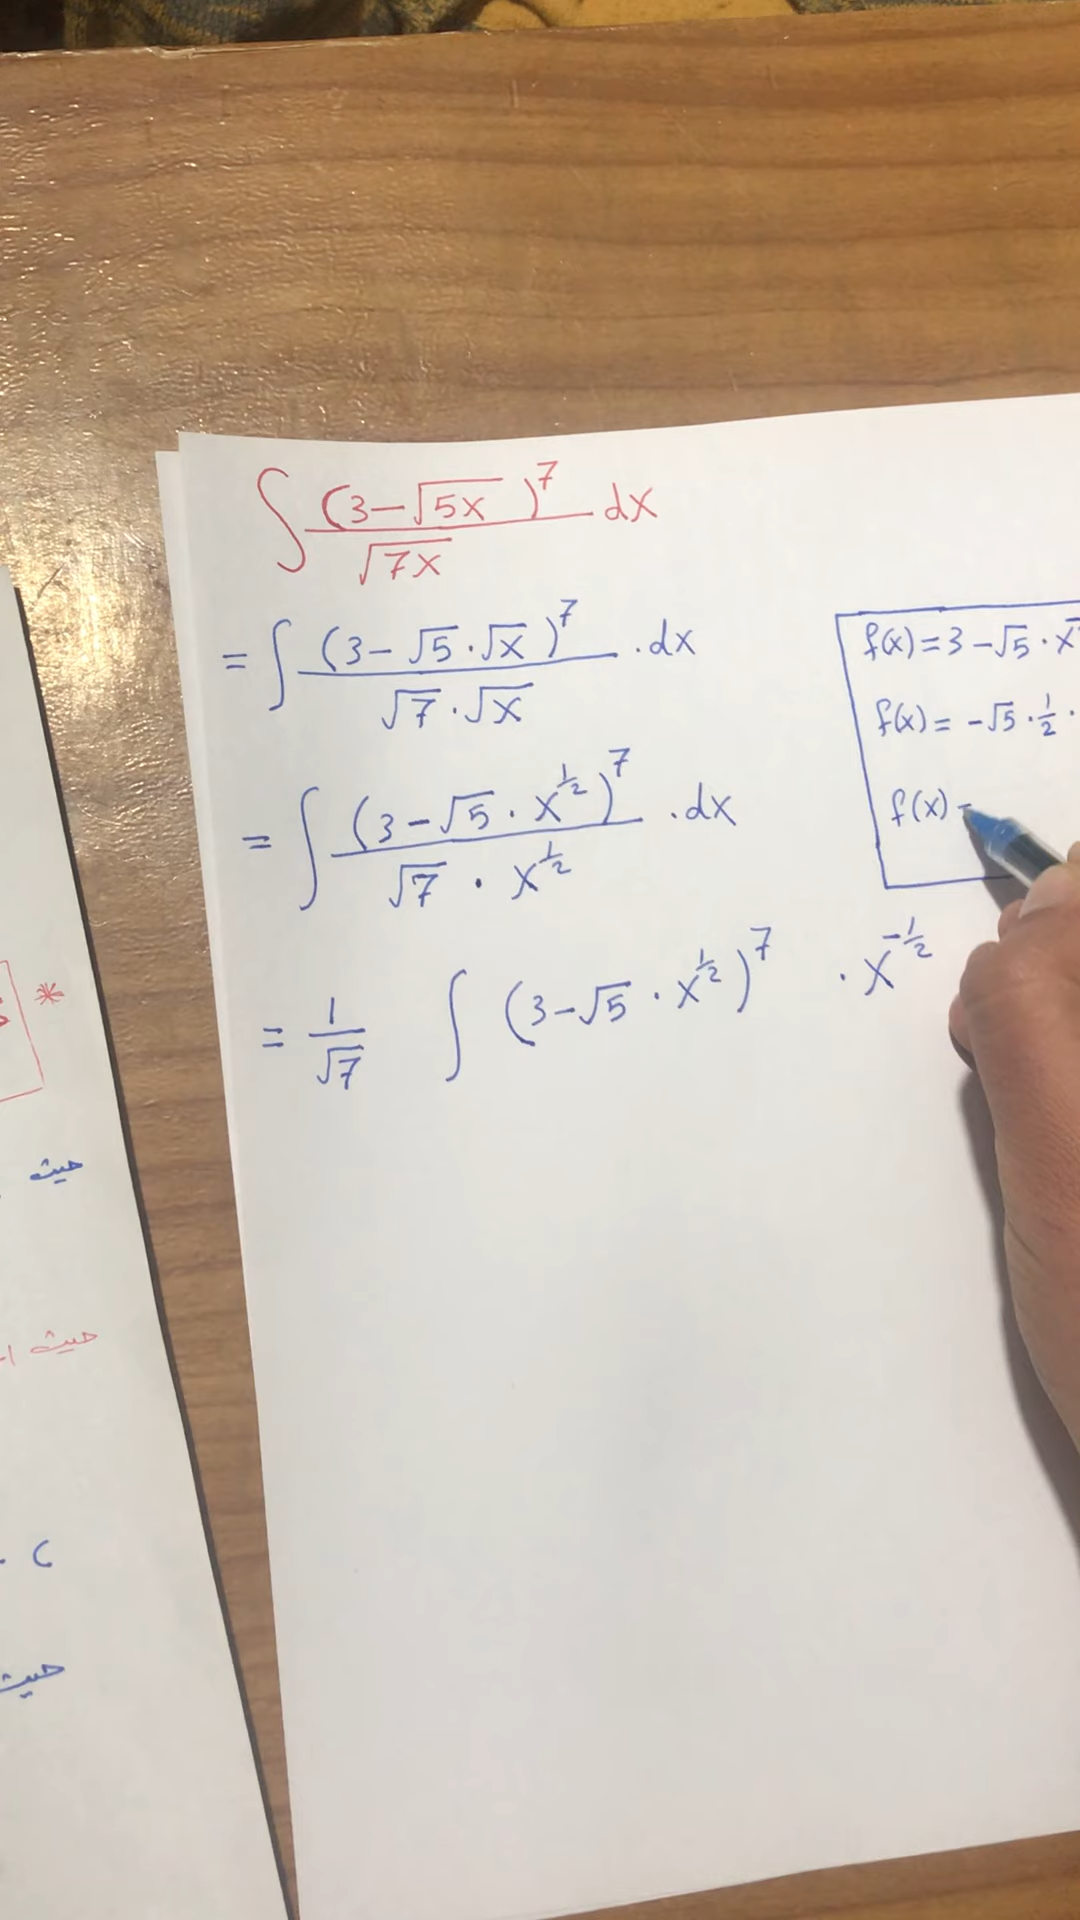 ∫ (3-√5x)^7 / √7x dx
= ∫ (3-√5·√x)^7 / √7·√x .dx
= ∫ (3-√5·x^1/2)^7 / √7·x^1/2 .dx
= 1/√7 ∫ (3-√5·x^1/2)^7 ·x^-1/2
f(x)=3-√5·x
f(x)= -√5·1/2·
f(x)-
*
حيث
حيث ا
. C
حيث